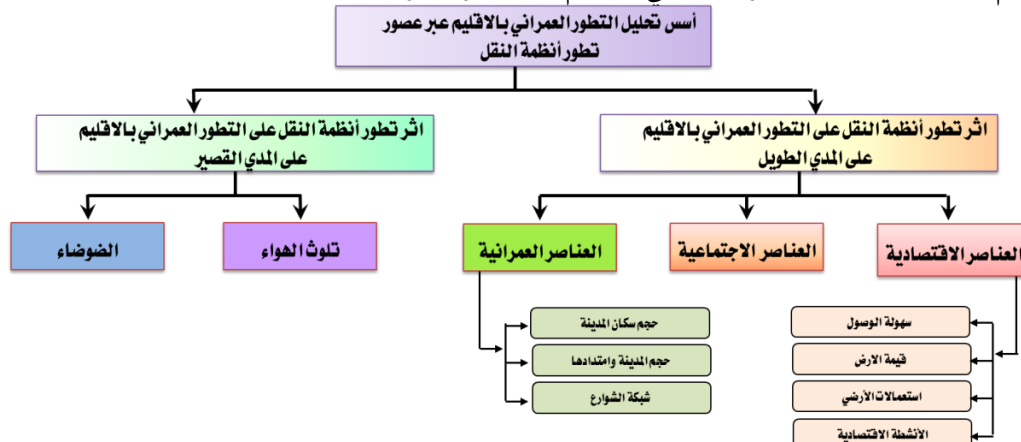 أسس تحليل التطور العمراني بالاقليم عبر عصور
تطور أنظمة النقل
اثر تطور أنظمة النقل على التطور العمراني بالاقليم
على المدي الطويل
اثر تطور أنظمة النقل على التطور العمراني بالاقليم
على المدي القصير
العناصر الاقتصادية
العناصر الاجتماعية
العناصر العمرانية
تلوث الهواء
الضوضاء
سهولة الوصول
قيمة الارض
استعمالات الأرضي
الأنشطة الاقتصادية
حجم سكان المدينة
حجم المدينة وامتدادها
شبكة الشوارع